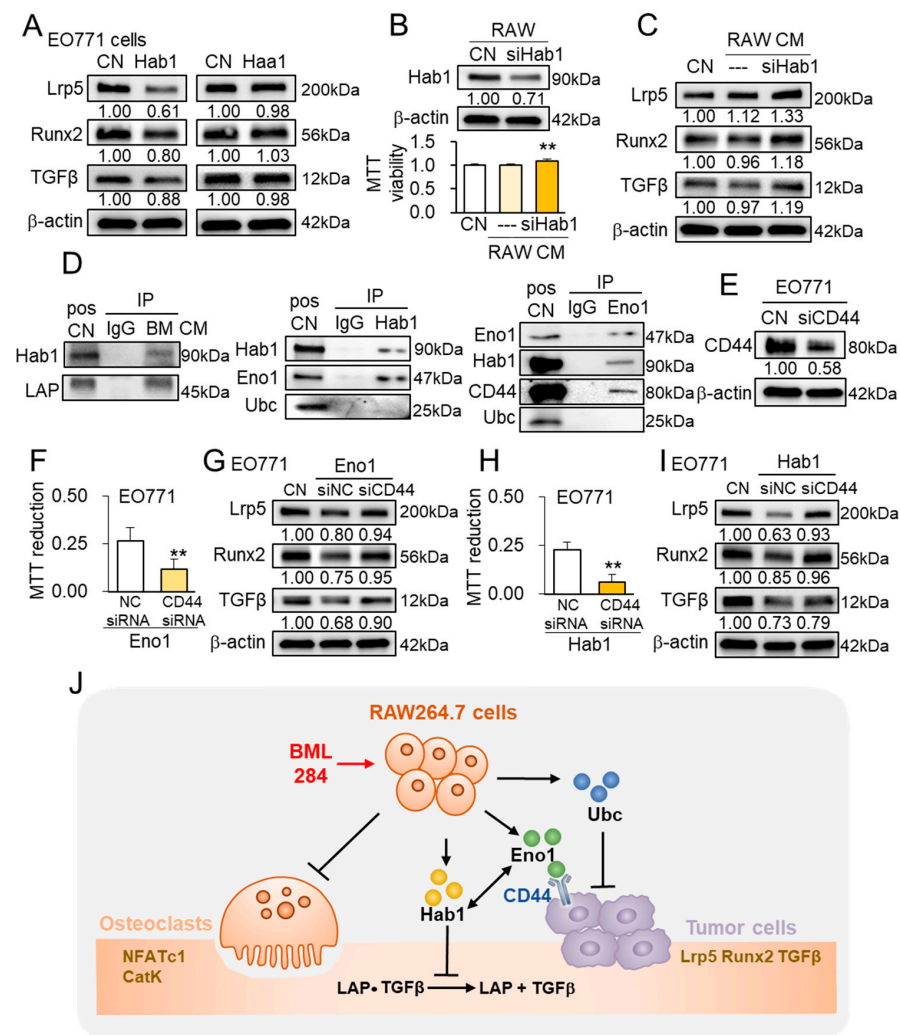 A
EO771 cells
CN Hab1 CN Haa1
Lrp5 200kDa
1.00 0.61 1.00 0.98
Runx2 56kDa
1.00 0.80 1.00 1.03
TGFβ 12kDa
1.00 0.88 1.00 0.98
β-actin 42kDa
B
RAW
CN siHab1
Hab1 90kDa
1.00 0.71
β-actin 42kDa
MTT
viability
1.5
1.0
0.5
0.0
**
CN --- siHab1
RAW CM
C
RAW CM
CN --- siHab1
Lrp5 200kDa
1.00 1.12 1.33
Runx2 56kDa
1.00 0.96 1.18
TGFβ 12kDa
1.00 0.97 1.19
β-actin 42kDa
D
pos IP
CN IgG BM CM
Hab1 90kDa
LAP 45kDa
pos IP
CN IgG Hab1
Hab1 90kDa
Eno1 47kDa
Ubc 25kDa
pos IP
CN IgG Eno1
Eno1 47kDa
Hab1 90kDa
CD44 80kDa
Ubc 25kDa
E
EO771
CN siCD44
CD44 80kDa
1.00 0.58
β-actin 42kDa
F
MTT reduction
0.50
0.25
0.00
EO771
**
NC CD44
siRNA siRNA
Eno1
G
EO771 Eno1
CN siNC siCD44
Lrp5 200kDa
1.00 0.80 0.94
Runx2 56kDa
1.00 0.75 0.95
TGFβ 12kDa
1.00 0.68 0.90
β-actin 42kDa
H
MTT reduction
0.50
0.25
0.00
EO771
**
NC CD44
siRNA siRNA
Hab1
I
EO771 Hab1
CN siNC siCD44
Lrp5 200kDa
1.00 0.63 0.93
Runx2 56kDa
1.00 0.85 0.96
TGFβ 12kDa
1.00 0.73 0.79
β-actin 42kDa
J
RAW264.7 cells
BML
284
Ubc
Eno1
CD44
Hab1
Osteoclasts
Tumor cells
NFATc1
CatK
Lrp5 Runx2 TGFβ
LAP• TGFβ LAP + TGFβ